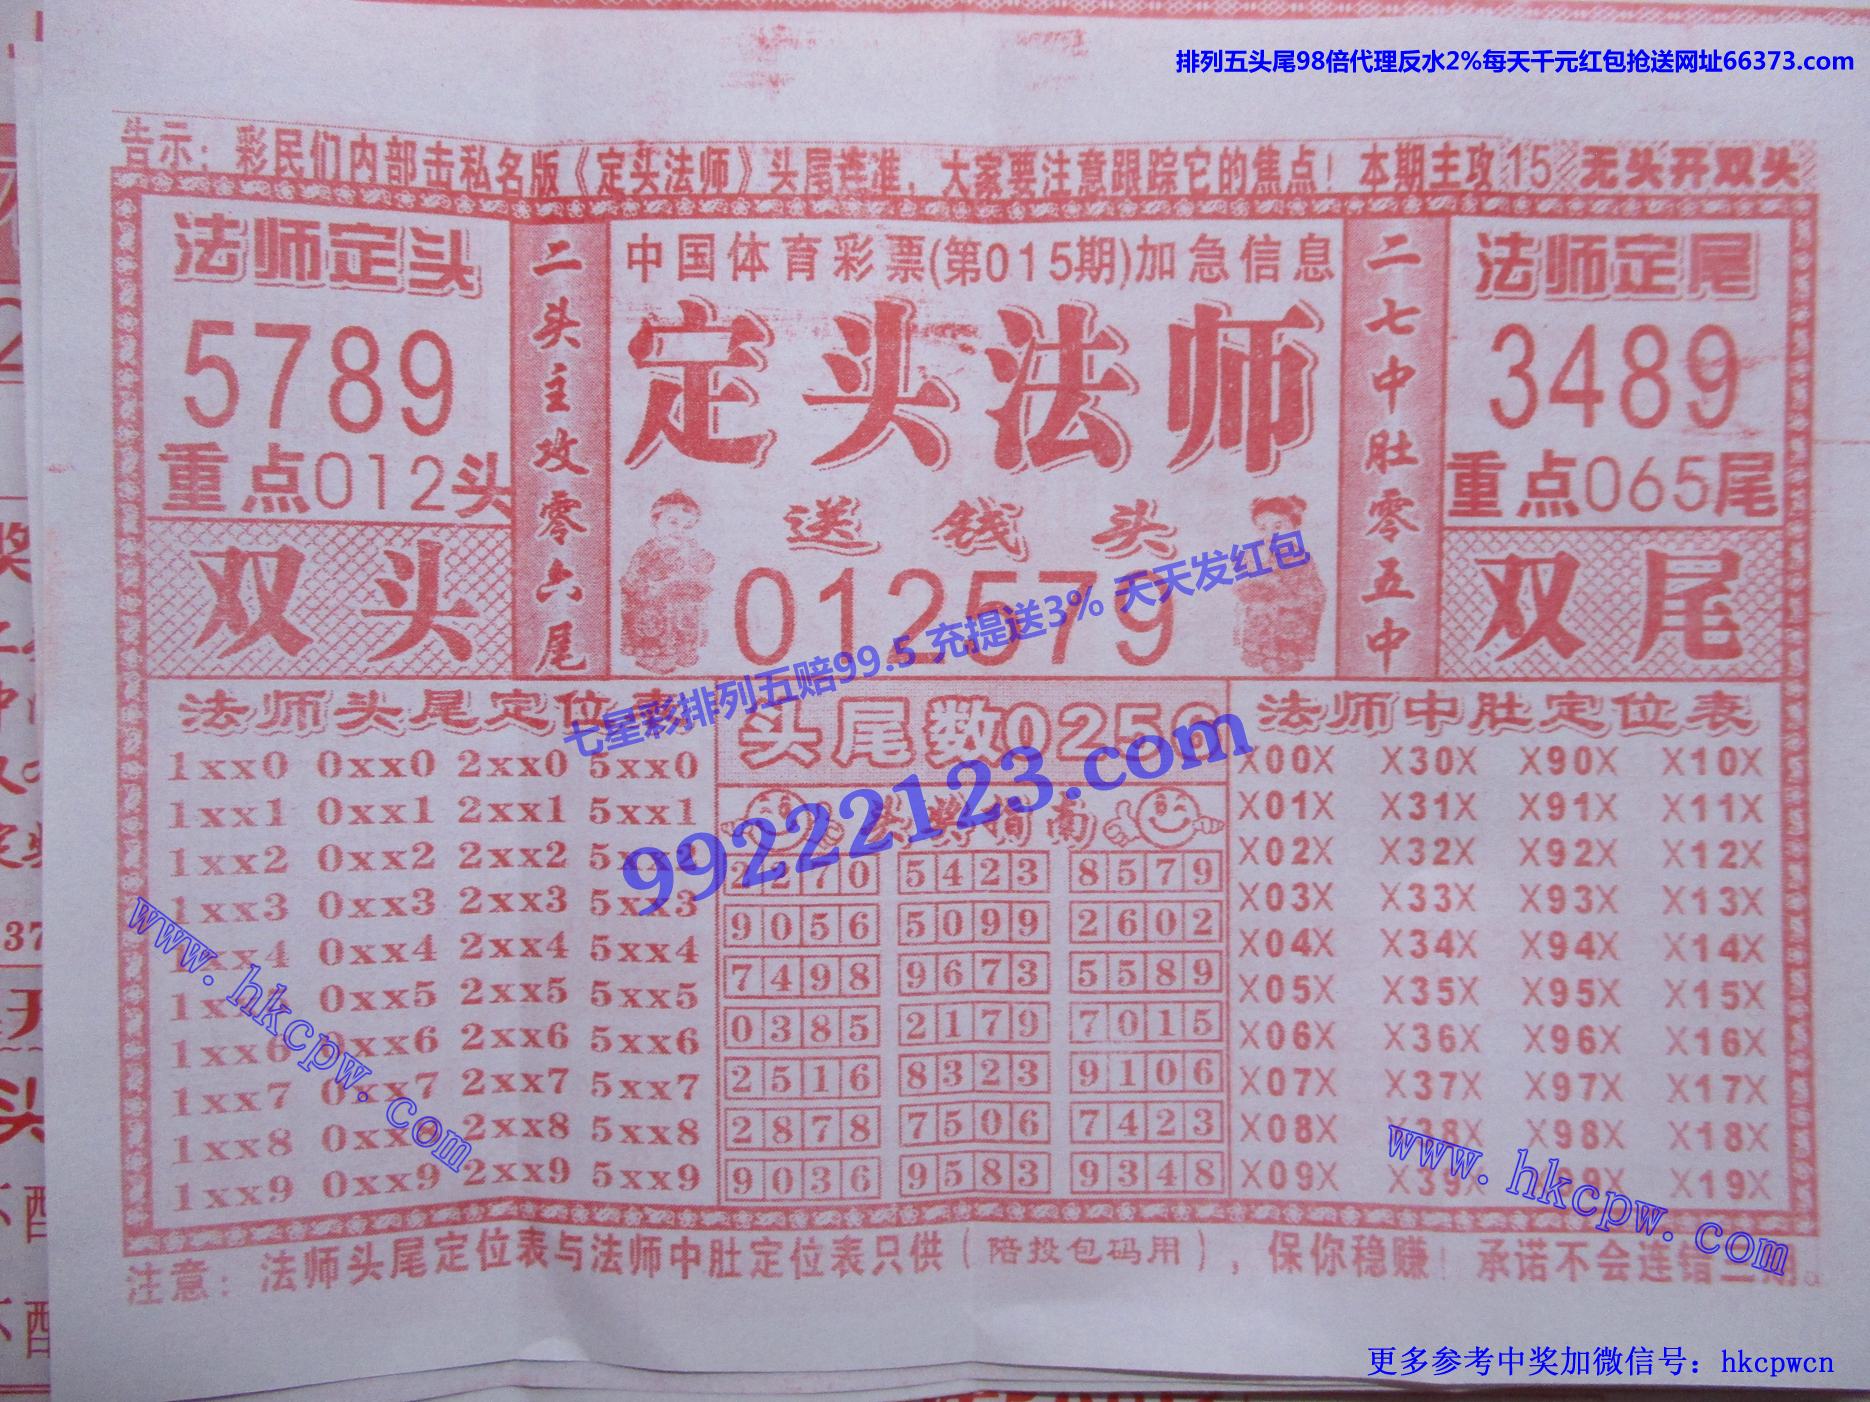 排列五头尾98倍代理反水2%每天千元红包抢送网址66373.com
告示：彩民们内部击私名版《定头法师》头尾连准，大家要注意跟踪它的焦点！本期主攻15 无头开双头
法师定头
5789
重点012头
双头
二头主攻零六尾
中国体育彩票(第015期)加急信息
定头法师
送钱头
012579
二七中肚零五中
法师定尾
3489
重点065尾
双尾
七星彩排列五赔99.5 充提送3% 天天发红包
99222123.com
法师头尾定位
1xx0 0xx0 2xx0 5xx0
1xx1 0xx1 2xx1 5xx1
1xx2 0xx2 2xx2 5xx2
1xx3 0xx3 2xx3 5xx3
1xx4 0xx4 2xx4 5xx4
0xx5 2xx5 5xx5
1xx6 0xx6 2xx6 5xx6
1xx7 0xx7 2xx7 5xx7
1xx8 2xx8 5xx8
1xx9 0xx9 2xx9 5xx9
头尾数025
2270 5423 8579
9056 5099 2602
7498 9673 5589
0385 2179 7015
2516 8323 9106
2878 7506 7423
9036 9583 9348
法师中肚定位表
X00X X30X X90X X10X
X01X X31X X91X X11X
X02X X32X X92X X12X
X03X X33X X93X X13X
X04X X34X X94X X14X
X05X X35X X95X X15X
X06X X36X X96X X16X
X07X X37X X97X X17X
X08X X38X X98X X18X
X09X X39X X19X
www.hkcpw.com
www.hkcpw.com
注意：法师头尾定位表与法师中肚定位表只供（陪投包码用），保你稳赚！承诺不会连错三期。
更多参考中奖加微信号：hkcpwcn